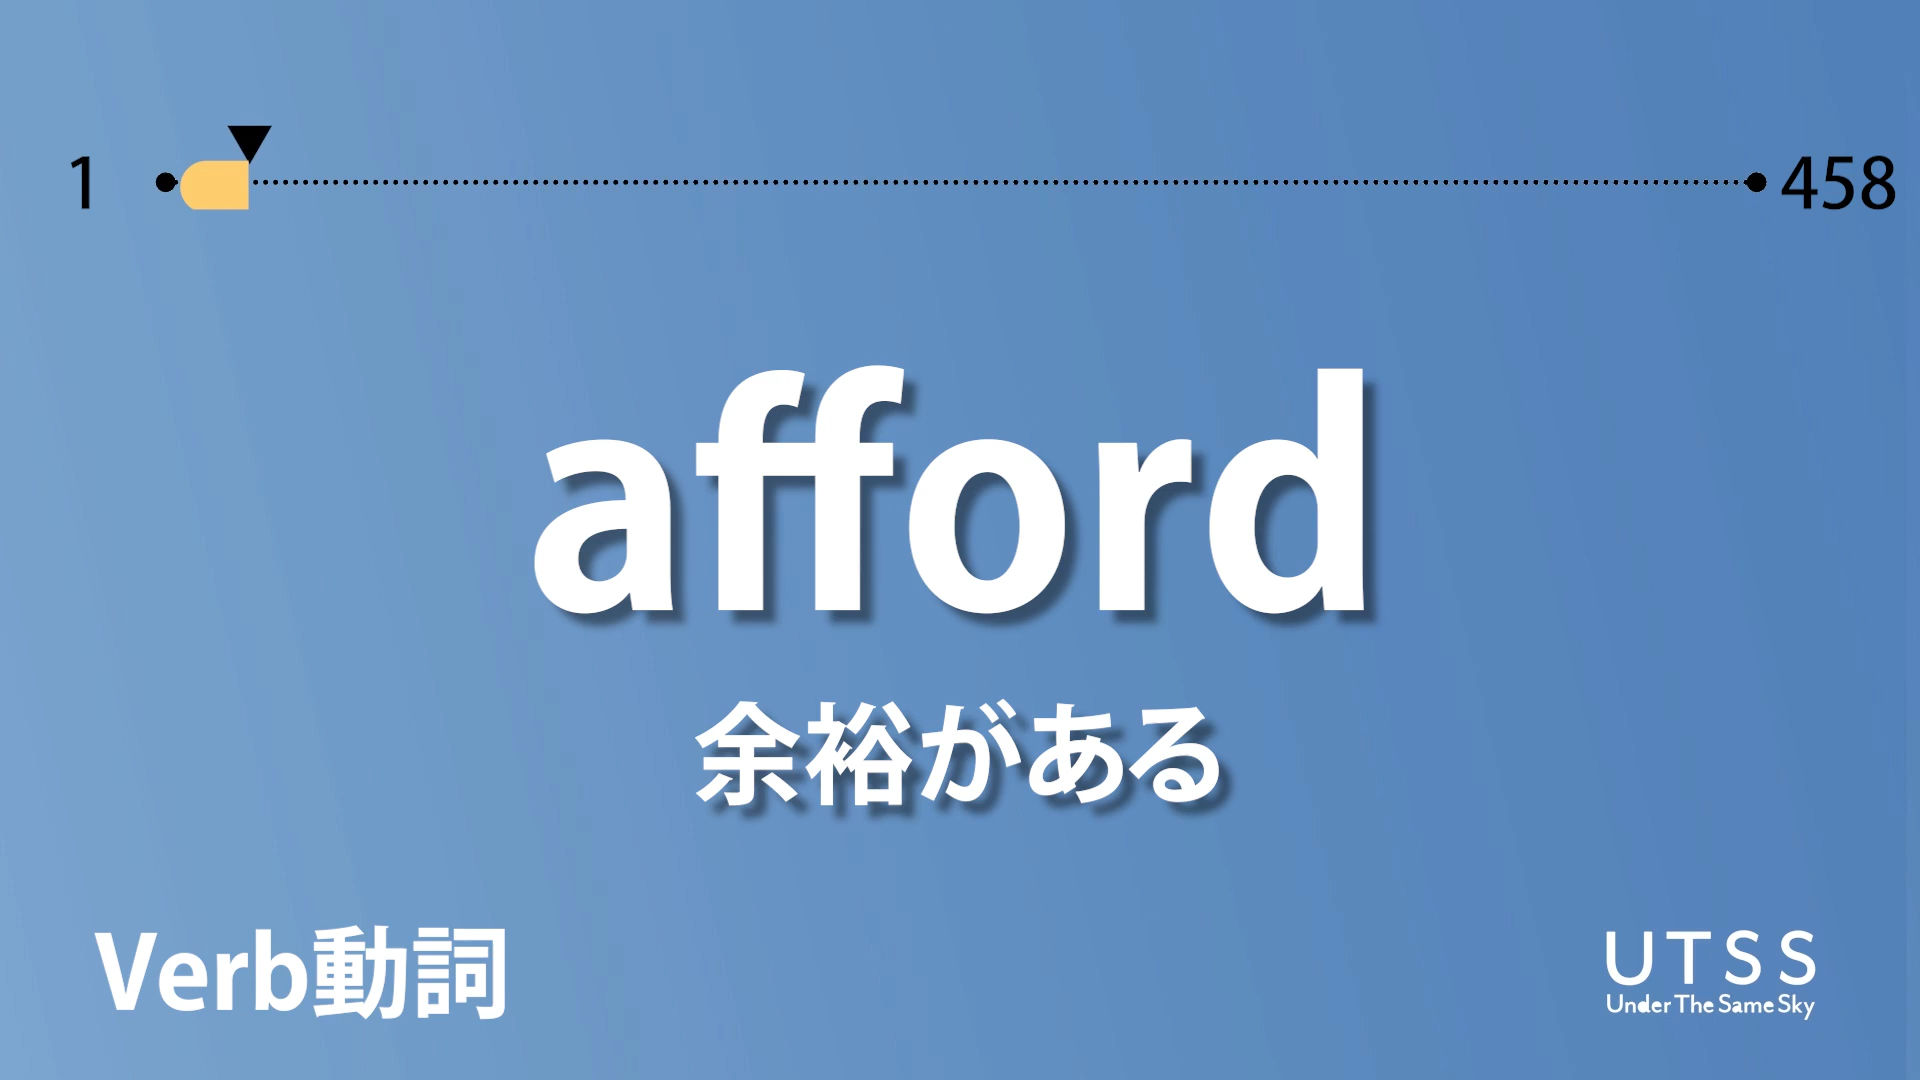 1 458
afford
余裕がある
Verb動詞
UTSS
Under The Same Sky